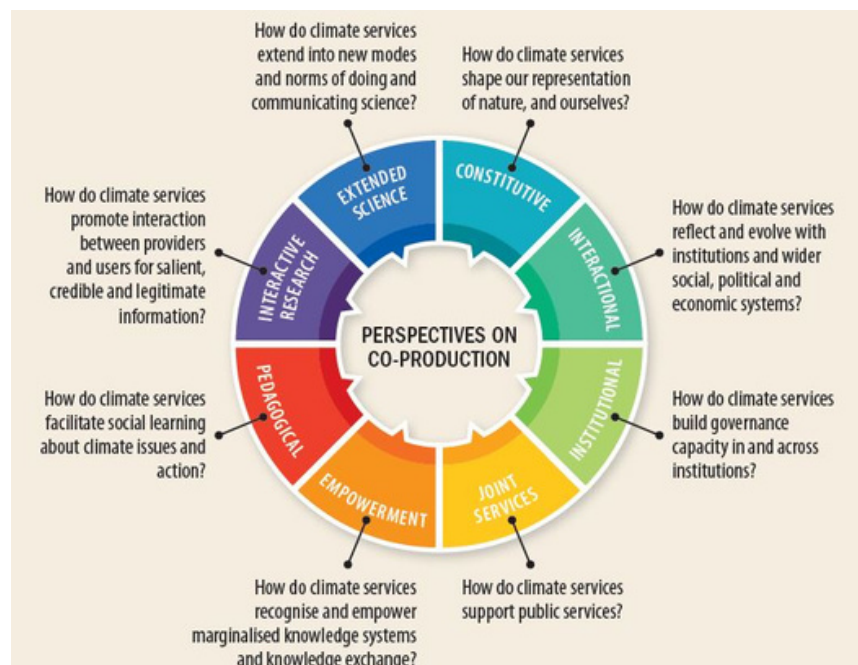 How do climate services
extend into new modes
and norms of doing and
communicating science?
How do climate services
shape our representation
of nature, and ourselves?
EXTENDED
SCIENCE
CONSTITUTIVE
How do climate services
promote interaction
between providers
and users for salient,
credible and legitimate
information?
INTERACTIVE
RESEARCH
INTERACTIONAL
How do climate services
reflect and evolve with
institutions and wider
social, political and
economic systems?
PERSPECTIVES ON
CO-PRODUCTION
How do climate services
facilitate social learning
about climate issues and
action?
PEDAGOGICAL
INSTITUTIONAL
How do climate services
build governance
capacity in and across
institutions?
EMPOWERMENT
JOINT
SERVICES
How do climate services
recognise and empower
marginalised knowledge systems
and knowledge exchange?
How do climate services
support public services?